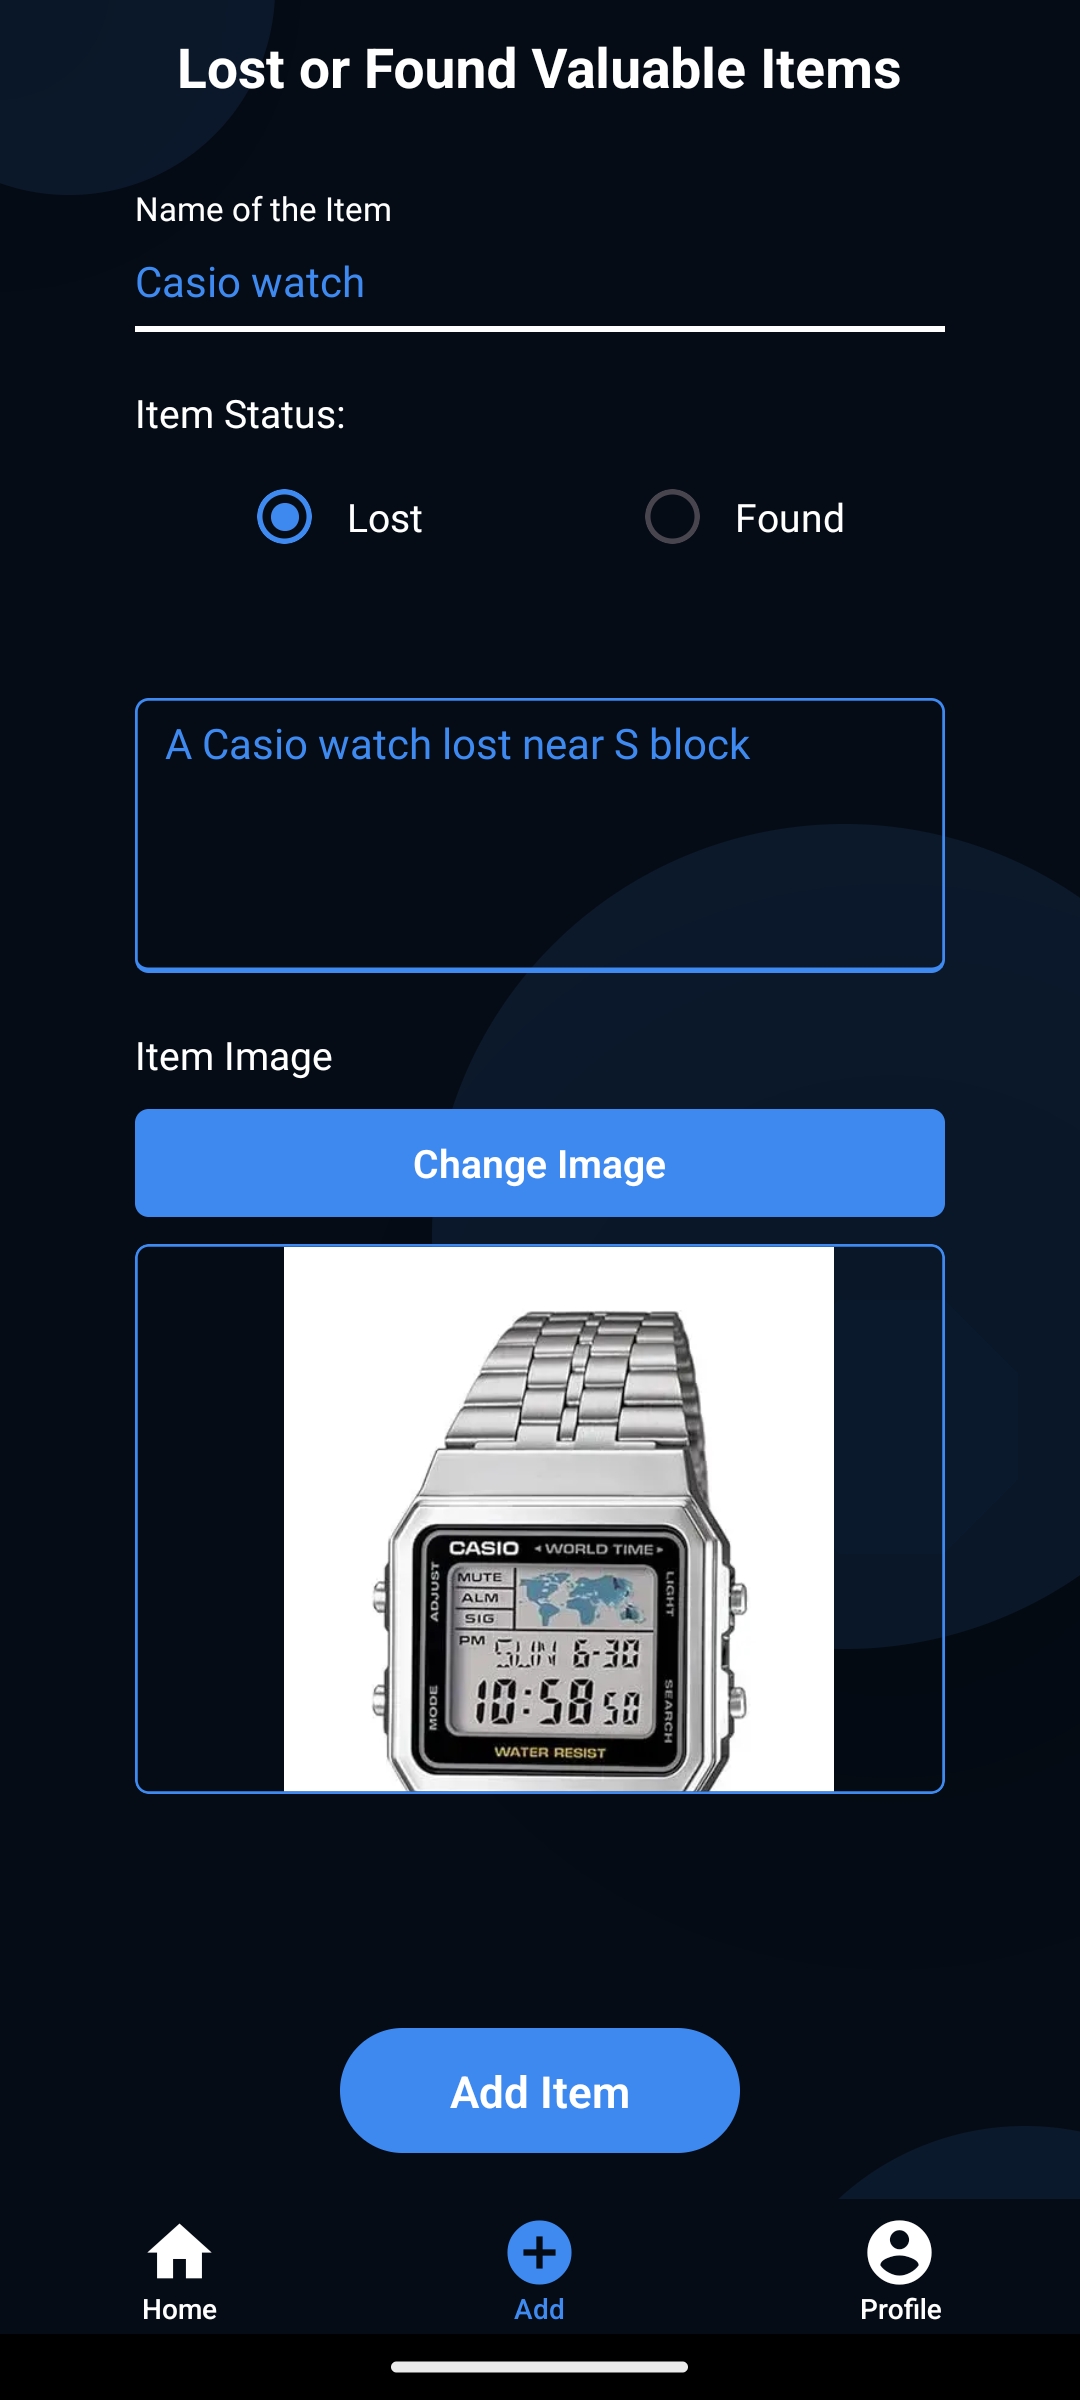 Lost or Found Valuable Items
Name of the Item
Casio watch
Item Status:
Lost
Found
A Casio watch lost near S block
Item Image
Change Image
CASIO
WORLD TIME
ADJUST
LIGHT
MUTE
ALM
SIG
PM
SUN 6-30
10:58 50
MODE
SEARCH
WATER RESIST
Add Item
Home
Add
Profile